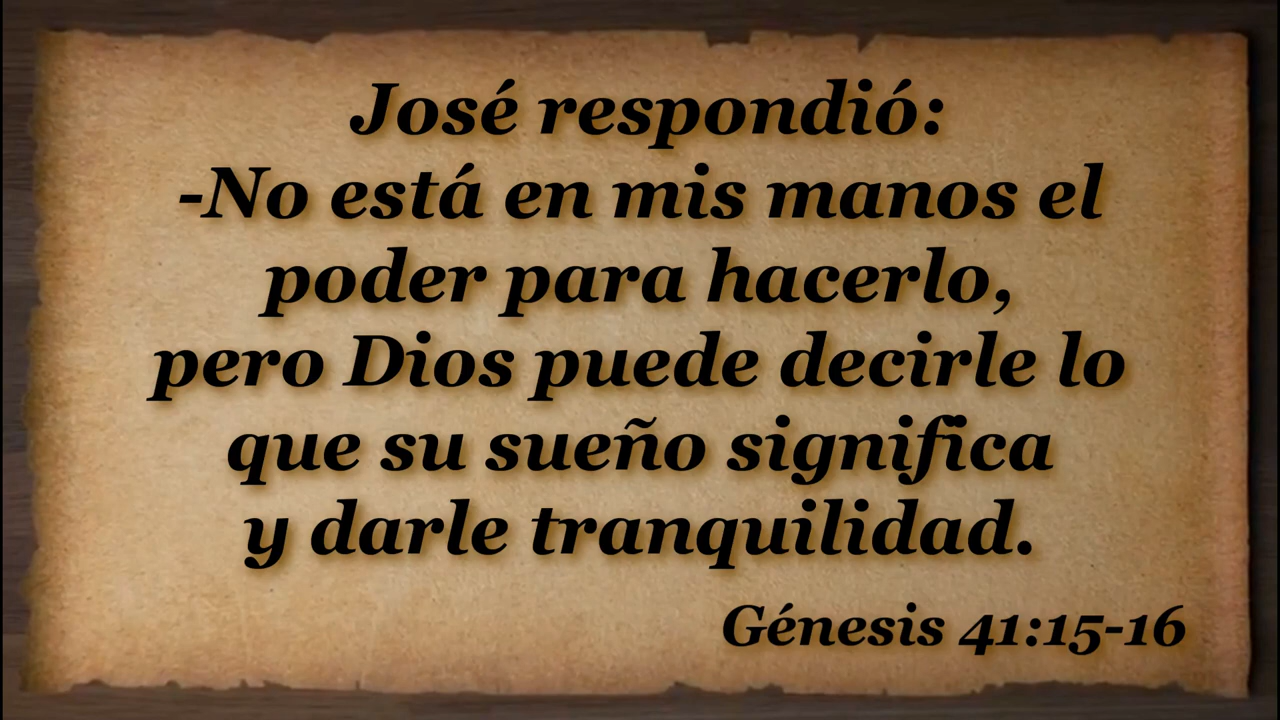 José respondió:
-No está en mis manos el
poder para hacerlo,
pero Dios puede decirle lo
que su sueño significa
y darle tranquilidad.
Génesis 41:15-16